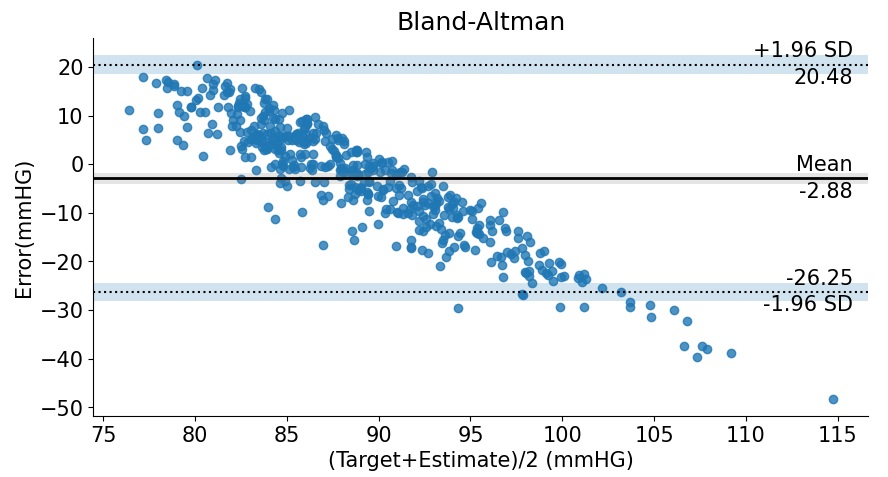 Bland-Altman
Error(mmHG)
20
10
0
−10
−20
−30
−40
−50
+1.96 SD
20.48
Mean
-2.88
-26.25
-1.96 SD
75 80 85 90 95 100 105 110 115
(Target+Estimate)/2 (mmHG)